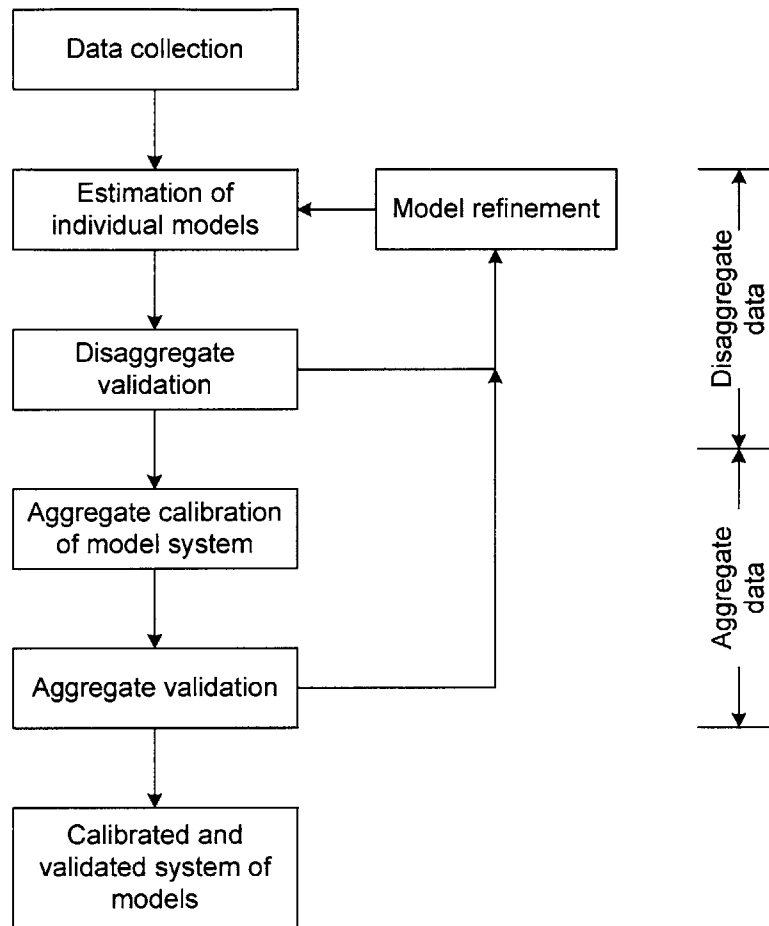 Data collection
Estimation of
individual models
Model refinement
Disaggregate
validation
Aggregate calibration
of model system
Aggregate validation
Calibrated and
validated system of
models
Disaggregate
data
Aggregate
data